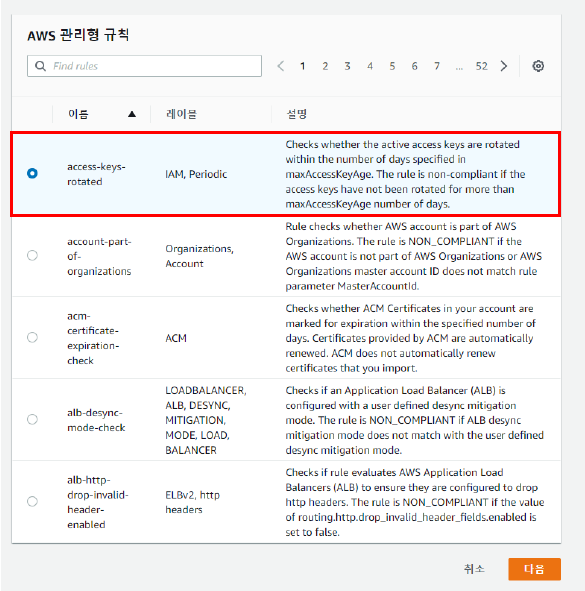 AWS 관리형 규칙
Find rules
1 2 3 4 5 6 7 ... 52
이름 ▲ 레이블 설명
access-keys-
rotated
IAM, Periodic
Checks whether the active access keys are rotated
within the number of days specified in
maxAccessKeyAge. The rule is non-compliant if the
access keys have not been rotated for more than
maxAccessKeyAge number of days.
account-part-
of-
organizations
Organizations,
Account
Rule checks whether AWS account is part of AWS
Organizations. The rule is NON_COMPLIANT if the
AWS account is not part of AWS Organizations or AWS
Organizations master account ID does not match rule
parameter MasterAccountId.
acm-
certificate-
expiration-
check
ACM
Checks whether ACM Certificates in your account are
marked for expiration within the specified number of
days. Certificates provided by ACM are automatically
renewed. ACM does not automatically renew
certificates that you import.
alb-desync-
mode-check
LOADBALANCER,
ALB, DESYNC,
MITIGATION,
MODE, LOAD,
BALANCER
Checks if an Application Load Balancer (ALB) is
configured with a user defined desync mitigation
mode. The rule is NON_COMPLIANT if ALB desync
mitigation mode does not match with the user defined
desync mitigation mode.
alb-http-
drop-invalid-
header-
enabled
ELBv2, http
headers
Checks if rule evaluates AWS Application Load
Balancers (ALB) to ensure they are configured to drop
http headers. The rule is NON_COMPLIANT if the value
of routing.http.drop_invalid_header_fields.enabled is
set to false.
취소 다음